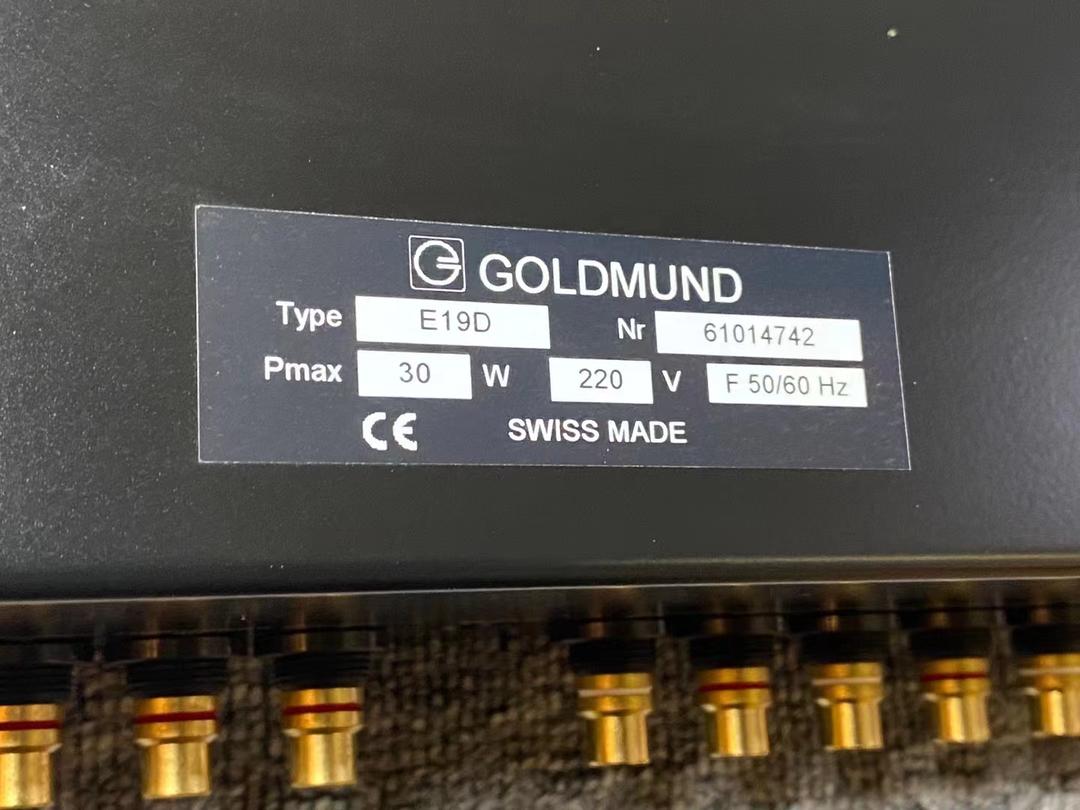 GOLDMUND
Type E19D Nr 61014742
Pmax 30 W 220 V F 50/60 Hz
CE SWISS MADE